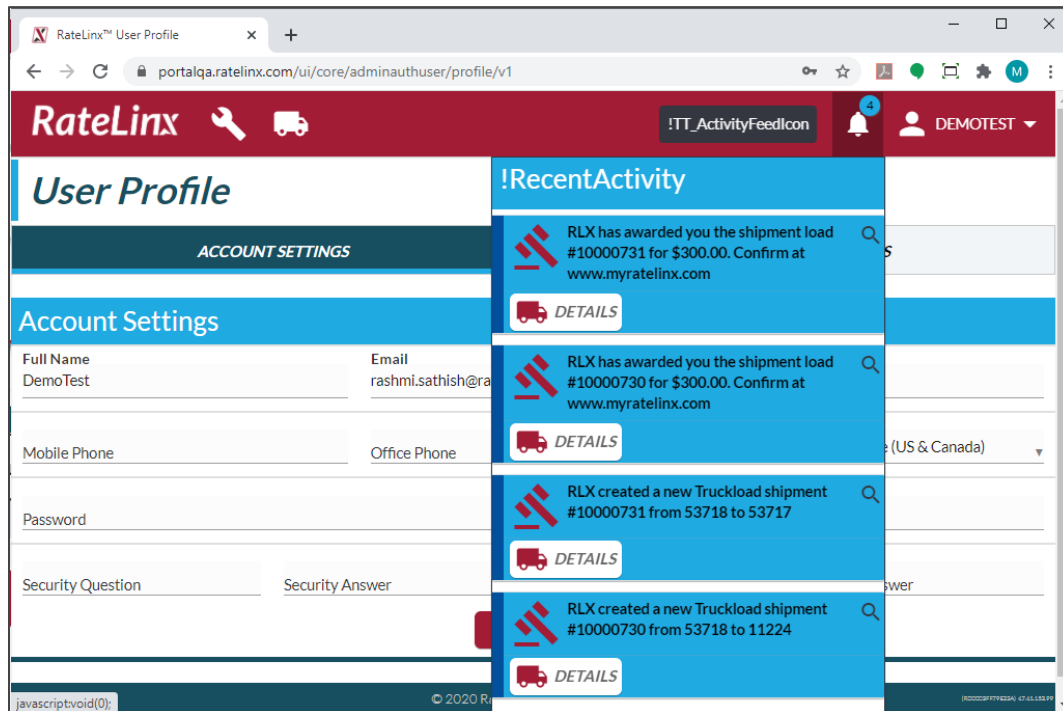 RateLinx™ User Profile
portalqa.ratelinx.com/ui/core/adminauthuser/profile/v1
M
RateLinx
!TT_ActivityFeedIcon
4
DEMOTEST
User Profile
!RecentActivity
ACCOUNT SETTINGS
S
RLX has awarded you the shipment load
#10000731 for $300.00. Confirm at
www.myratelinx.com
DETAILS
Account Settings
Full Name
DemoTest
Email
rashmi.sathish@ra
RLX has awarded you the shipment load
#10000730 for $300.00. Confirm at
www.myratelinx.com
DETAILS
Mobile Phone
Office Phone
(US & Canada)
RLX created a new Truckload shipment
#10000731 from 53718 to 53717
DETAILS
Password
Security Question
Security Answer
swer
RLX created a new Truckload shipment
#10000730 from 53718 to 11224
DETAILS
javascript:void(0);
© 2020 Ra